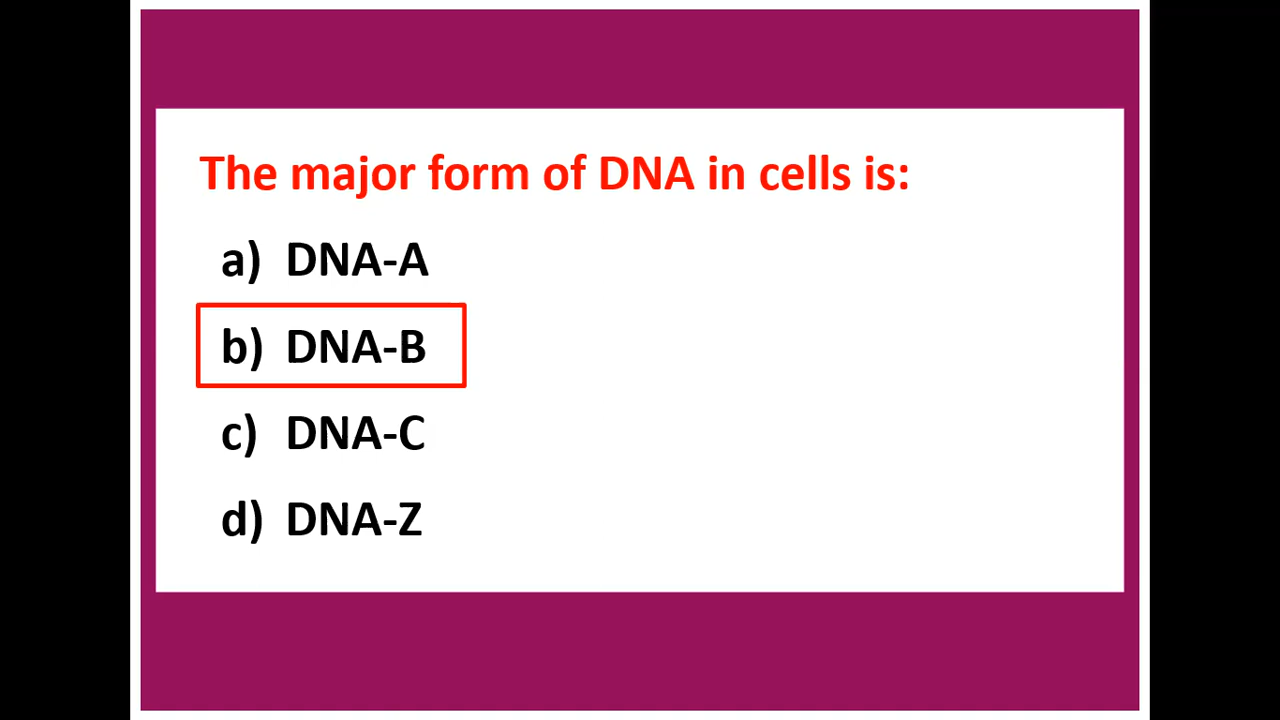 The major form of DNA in cells is:
a) DNA-A
b) DNA-B
c) DNA-C
d) DNA-Z